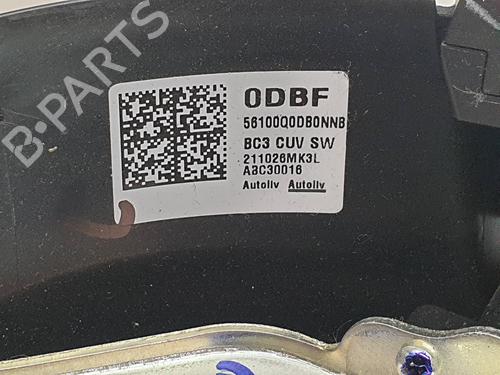 B-PARTS
0DBF
56100Q0DB0NNB
BC3 CUV SW
211026MK3L
ABC30016
Autoliv Autoliv